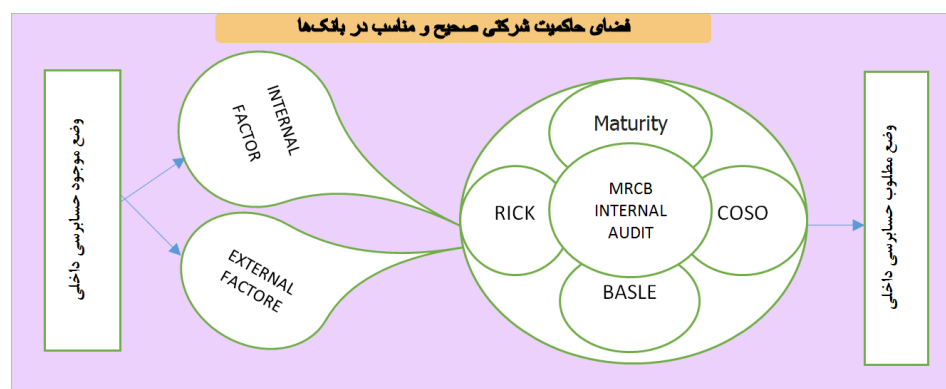 فضای حاکمیت شرکتی صحیح و مناسب در بانک‌ها
وضع موجود حسابرسی داخلی
INTERNAL
FACTOR
EXTERNAL
FACTORE
Maturity
RICK
MRCB
INTERNAL
AUDIT
COSO
BASLE
وضع مطلوب حسابرسی داخلی